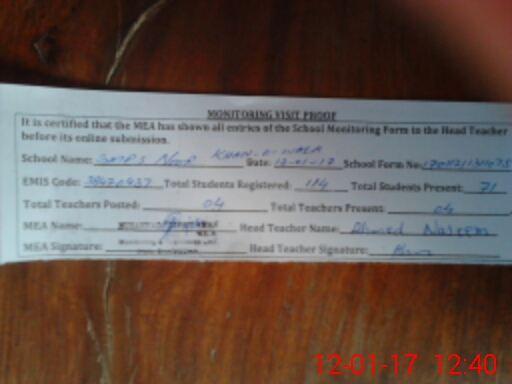 MONITORING VISIT PROOF
It is certified that the MEA has shown all entries of the School Monitoring Form to the Head Teacher
before its online submission.
School Name: Noor KHAN-E-WALA Date: 12-01-17 School Form No:
EMIS Code: 38420437 Total Students Registered: 114 Total Students Present: 71
Total Teachers Posted: 04 Total Teachers Present: 04
MEA Name: Head Teacher Name: Ahmed Naseem
MEA Signature: Head Teacher Signature:
12-01-17 12:40